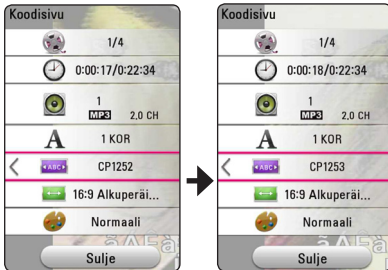 Koodisivu
1/4
0:00:17/0:22:34
1
MP3 2.0 CH
A 1 KOR
ABC CP1252
16:9 Alkuperäi...
Normaali
Sulje
Koodisivu
1/4
0:00:18/0:22:34
1
MP3 2.0 CH
A 1 KOR
ABC CP1253
16:9 Alkuperäi...
Normaali
Sulje